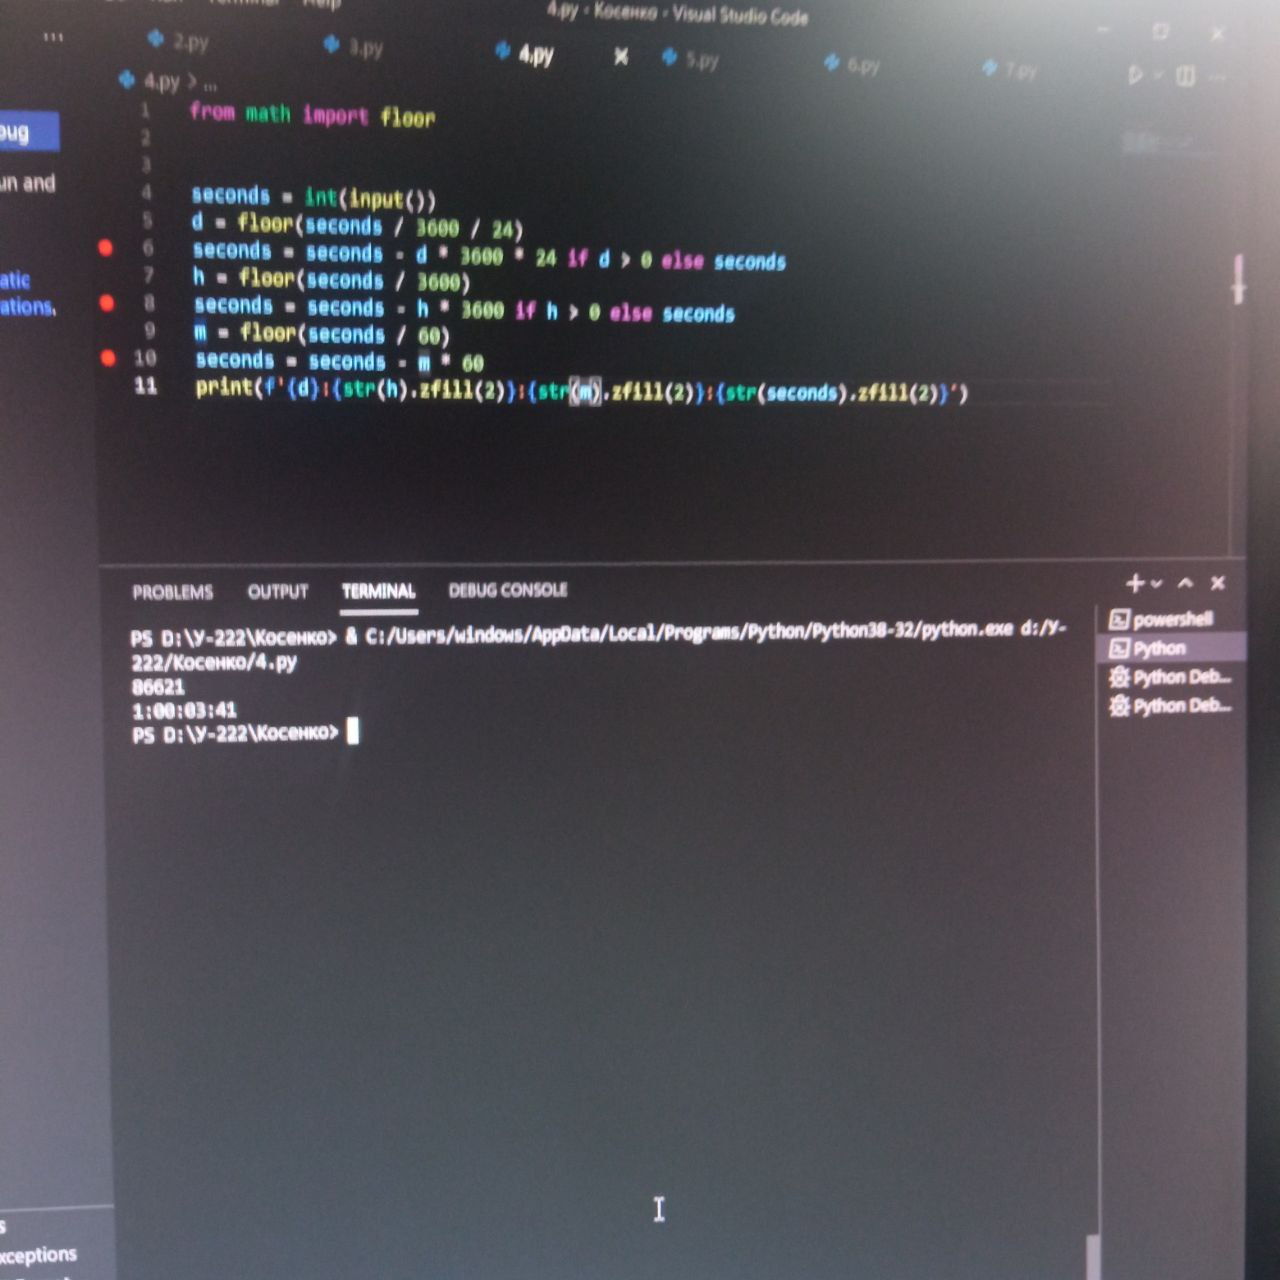 Help
4.py - Косенко - Visual Studio Code
... 2.py 3.py 4.py 5.py 6.py 7.py
4.py > ...
1 from math import floor
2
3
4 seconds = int(input())
5 d = floor(seconds / 3600 / 24)
6 seconds = seconds - d * 3600 * 24 if d > 0 else seconds
7 h = floor(seconds / 3600)
8 seconds = seconds - h * 3600 if h > 0 else seconds
9 m = floor(seconds / 60)
10 seconds = seconds - m * 60
11 print(f'{d}:{str(h).zfill(2)}:{str(m).zfill(2)}:{str(seconds).zfill(2)}')
bug
un and
atic
ations.
PROBLEMS OUTPUT TERMINAL DEBUG CONSOLE
PS D:\У-222\Косенко> & C:/Users/windows/AppData/Local/Programs/Python/Python38-32/python.exe d:/У-
222/Косенко/4.py
86621
1:00:03:41
PS D:\У-222\Косенко>
powershell
Python
Python Deb...
Python Deb...
s
xceptions